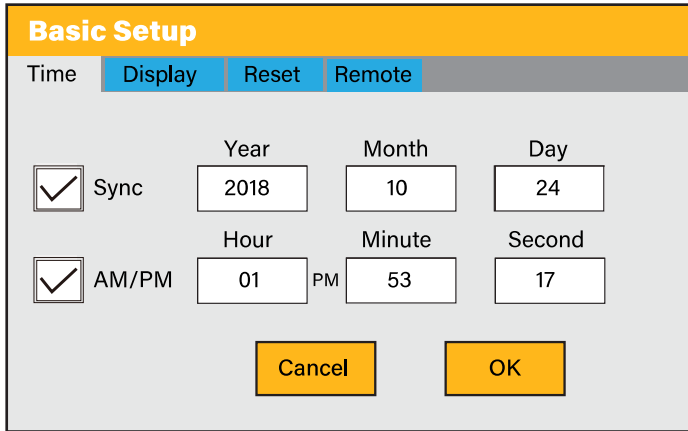 Basic Setup
Time Display Reset Remote
Year Month Day
Sync 2018 10 24
Hour Minute Second
AM/PM 01 PM 53 17
Cancel OK